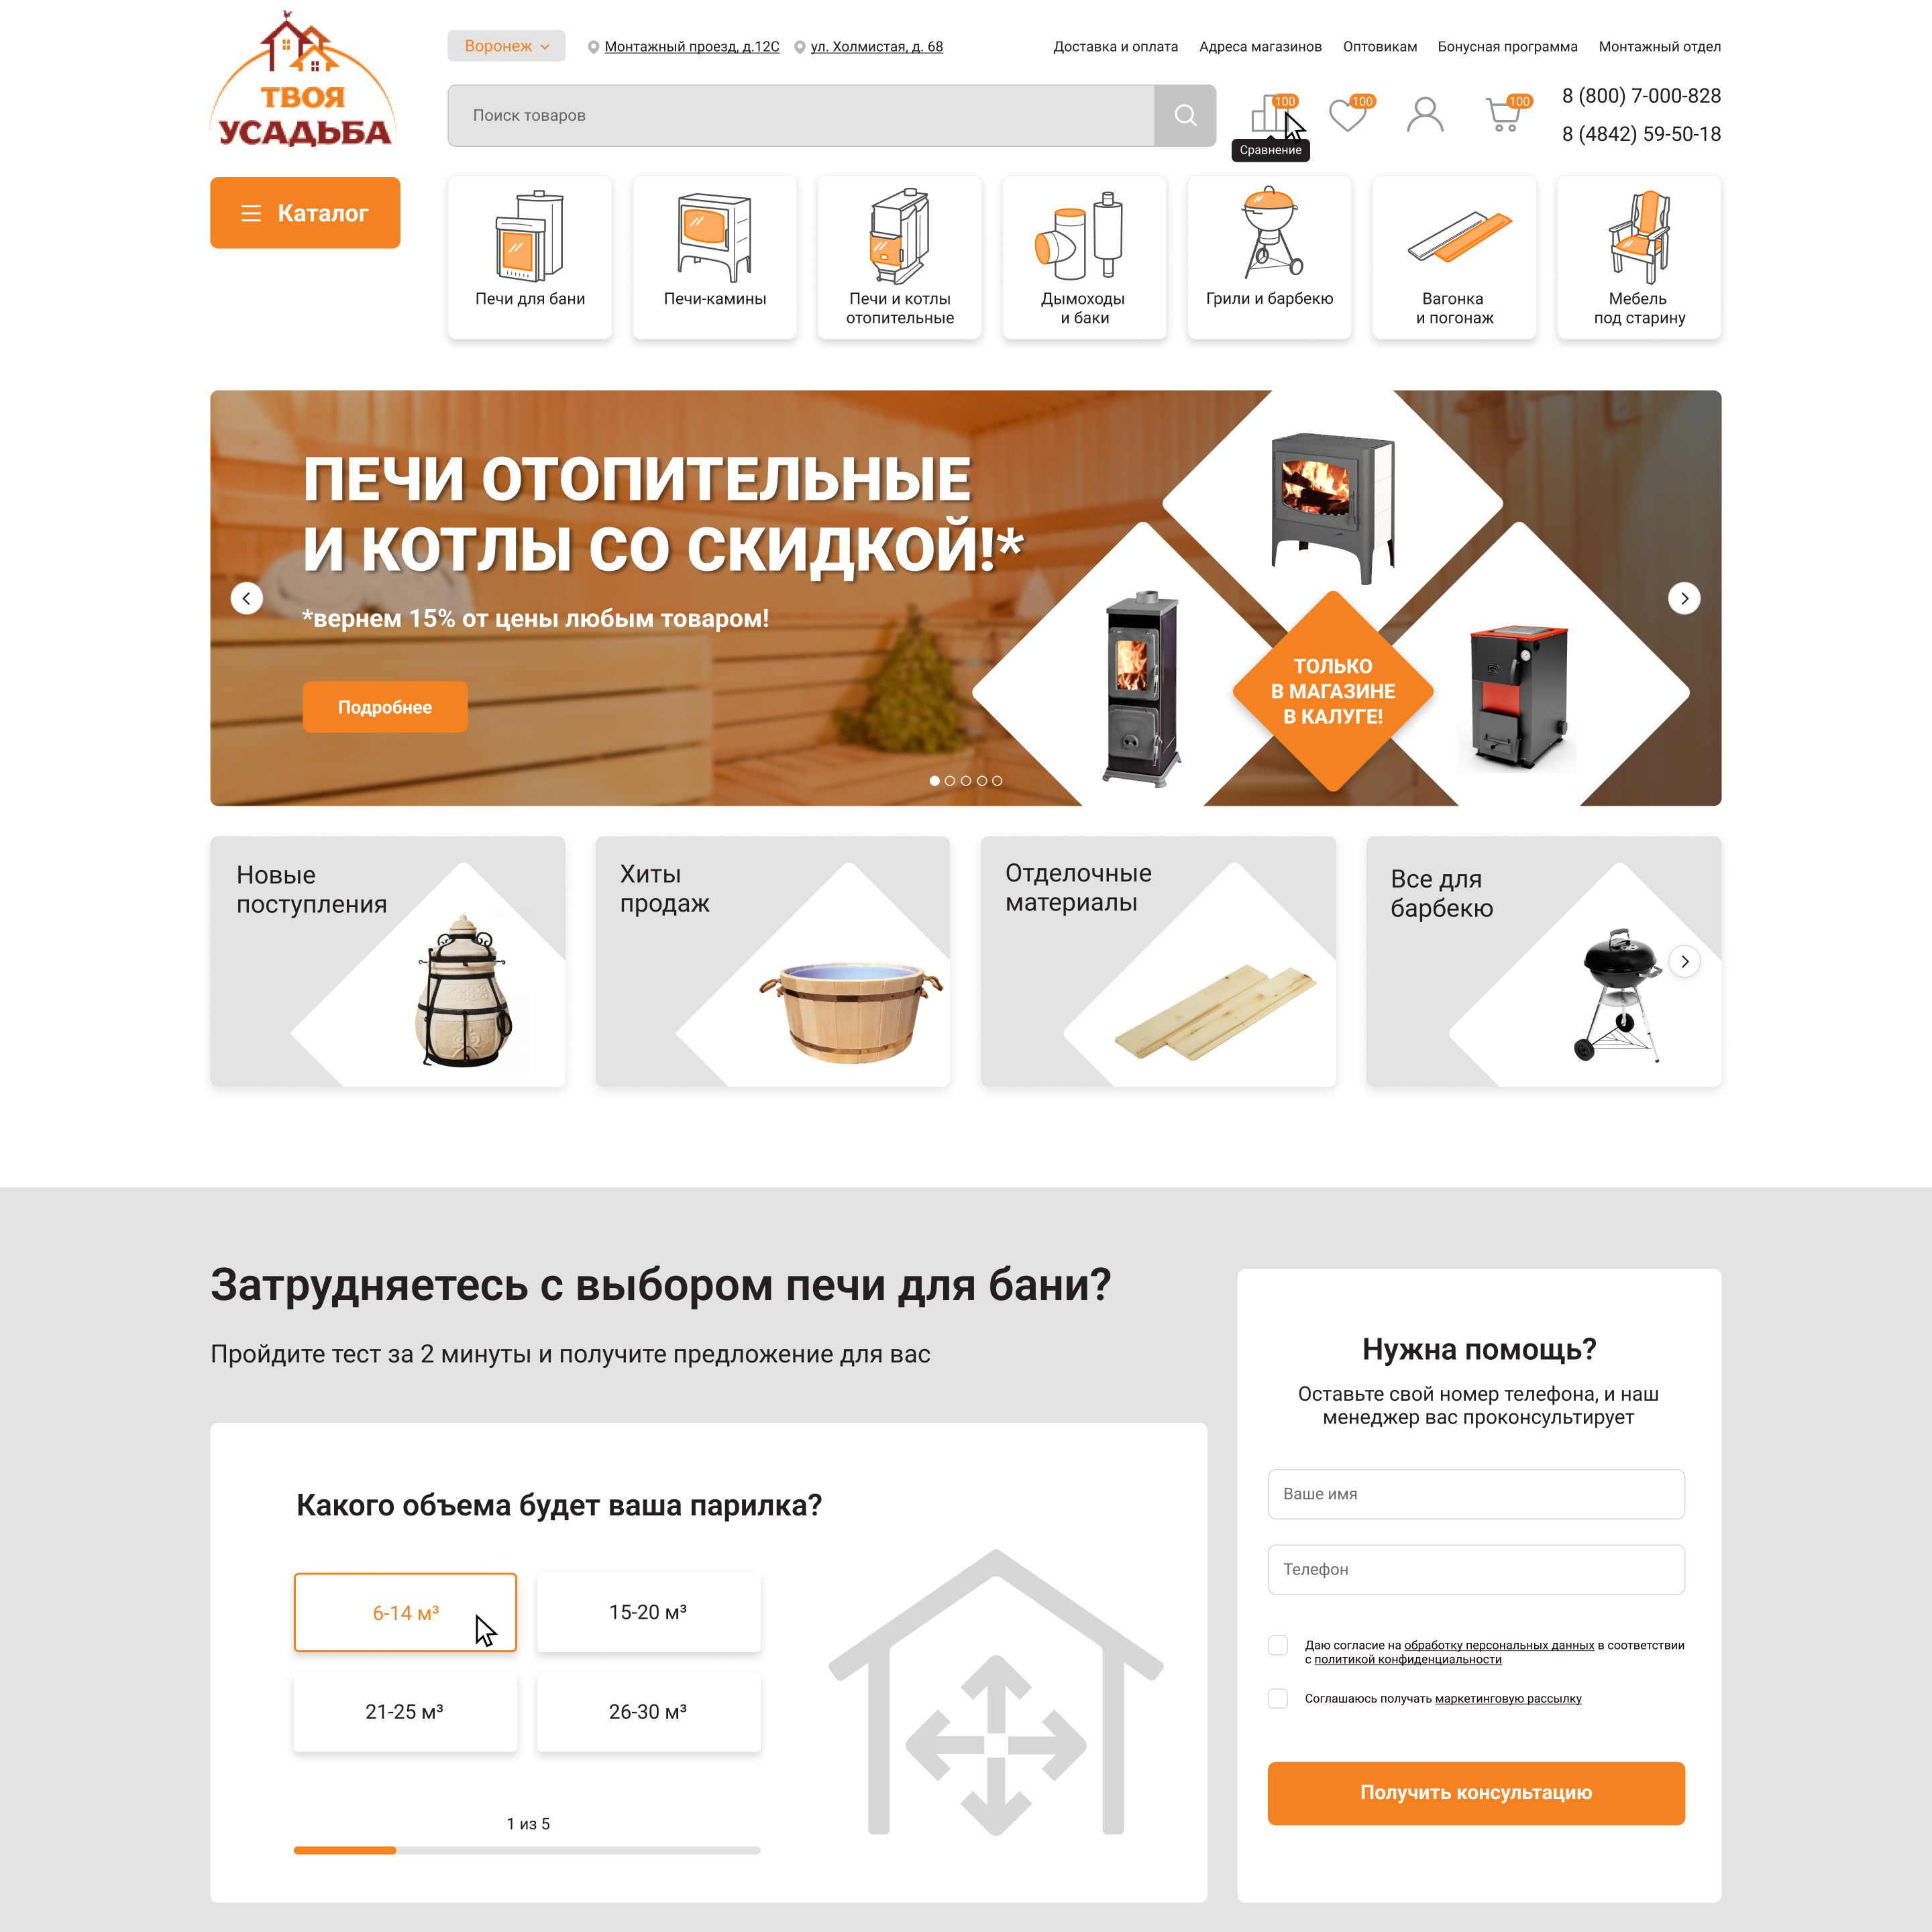 ТВОЯ
УСАДЬБА
Воронеж
Монтажный проезд, д.12С
ул. Холмистая, д. 68
Доставка и оплата
Адреса магазинов
Оптовикам
Бонусная программа
Монтажный отдел
Поиск товаров
100
100
100
Сравнение
8 (800) 7-000-828
8 (4842) 59-50-18
Каталог
Печи для бани
Печи-камины
Печи и котлы
отопительные
Дымоходы
и баки
Грили и барбекю
Вагонка
и погонаж
Мебель
под старину
ПЕЧИ ОТОПИТЕЛЬНЫЕ
И КОТЛЫ СО СКИДКОЙ!*
*вернем 15% от цены любым товаром!
Подробнее
ТОЛЬКО
В МАГАЗИНЕ
В КАЛУГЕ!
Новые
поступления
Хиты
продаж
Отделочные
материалы
Все для
барбекю
Затрудняетесь с выбором печи для бани?
Пройдите тест за 2 минуты и получите предложение для вас
Какого объема будет ваша парилка?
6-14 м³
15-20 м³
21-25 м³
26-30 м³
1 из 5
Нужна помощь?
Оставьте свой номер телефона, и наш
менеджер вас проконсультирует
Ваше имя
Телефон
Даю согласие на обработку персональных данных в соответствии
с политикой конфиденциальности
Соглашаюсь получать маркетинговую рассылку
Получить консультацию